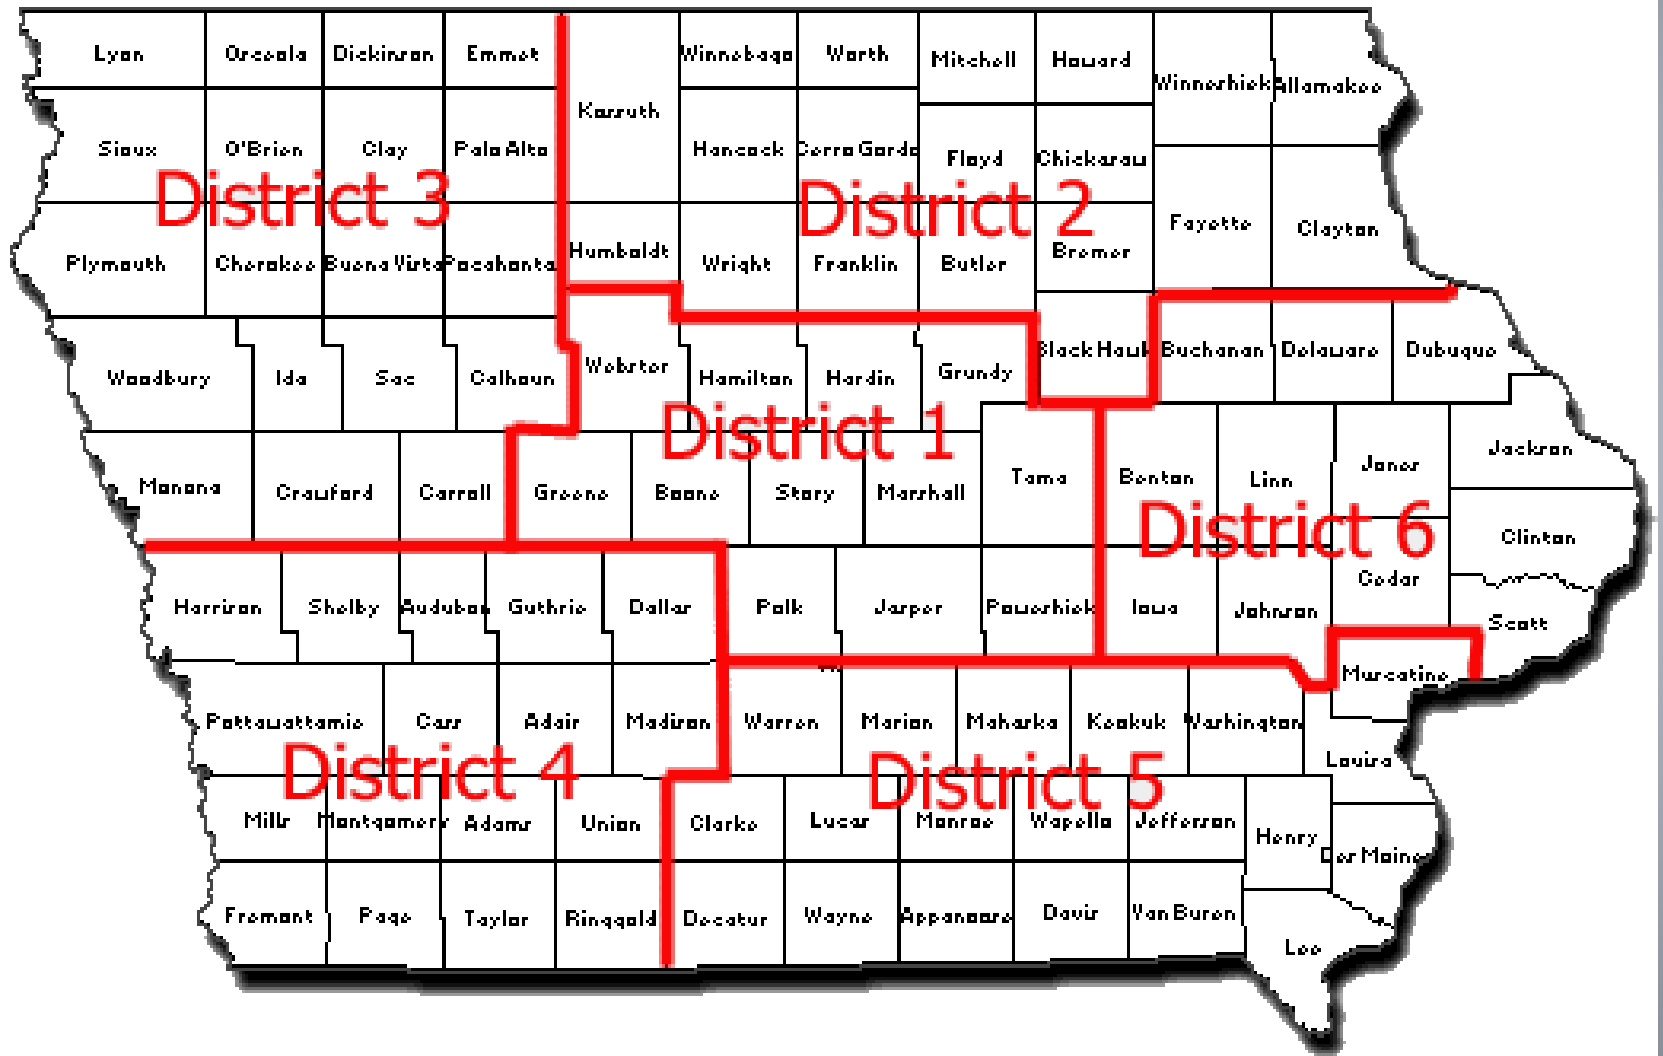 Lyon Osceola Dickinson Emmet Winnebago Worth Mitchell Howard
Kossuth Winneshiek Allamakee
Sioux O'Brien Clay Palo Alto Hancock Cerro Gordo Floyd Chickasaw
District 3 District 2
Fayette Clayton
Plymouth Cherokee Buena Vista Pocahontas Humboldt Wright Franklin Butler Bremer
Black Hawk Buchanan Delaware Dubuque
Woodbury Ida Sac Calhoun Webster Hamilton Hardin Grundy
District 1
Monona Crawford Carroll Greene Boone Story Marshall Tama Benton Linn Jones Jackson
District 6
Clinton
Cedar
Harrison Shelby Audubon Guthrie Dallas Polk Jasper Poweshiek Iowa Johnson Scott
Muscatine
Pottawattamie Cass Adair Madison Warren Marion Mahaska Keokuk Washington
Louisa
District 4 District 5
Mills Montgomery Adams Union Clarke Lucas Monroe Wapello Jefferson Henry
Des Moines
Fremont Page Taylor Ringgold Decatur Wayne Appanoose Davis Van Buren
Lee